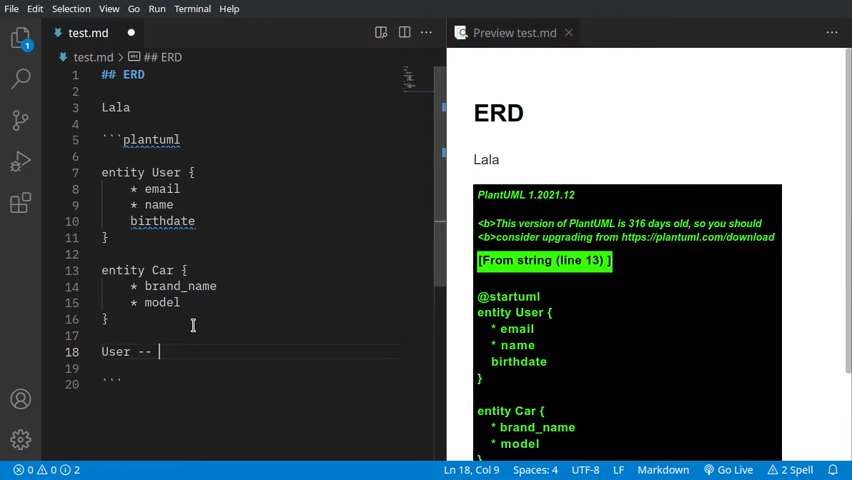 File Edit Selection View Go Run Terminal Help
test.md
Preview test.md
test.md > ## ERD
1 ## ERD
2
3 Lala
4
5 ```plantuml
6
7 entity User {
8 * email
9 * name
10 birthdate
11 }
12
13 entity Car {
14 * brand_name
15 * model
16 }
17
18 User --
19
20 ```
ERD
Lala
PlantUML 1.2021.12
<b>This version of PlantUML is 316 days old, so you should
<b>consider upgrading from https://plantuml.com/download
[From string (line 13) ]
@startuml
entity User {
* email
* name
birthdate
}
entity Car {
* brand_name
* model
1
0 0 2
Ln 18, Col 9 Spaces: 4 UTF-8 LF Markdown Go Live 2 Spell